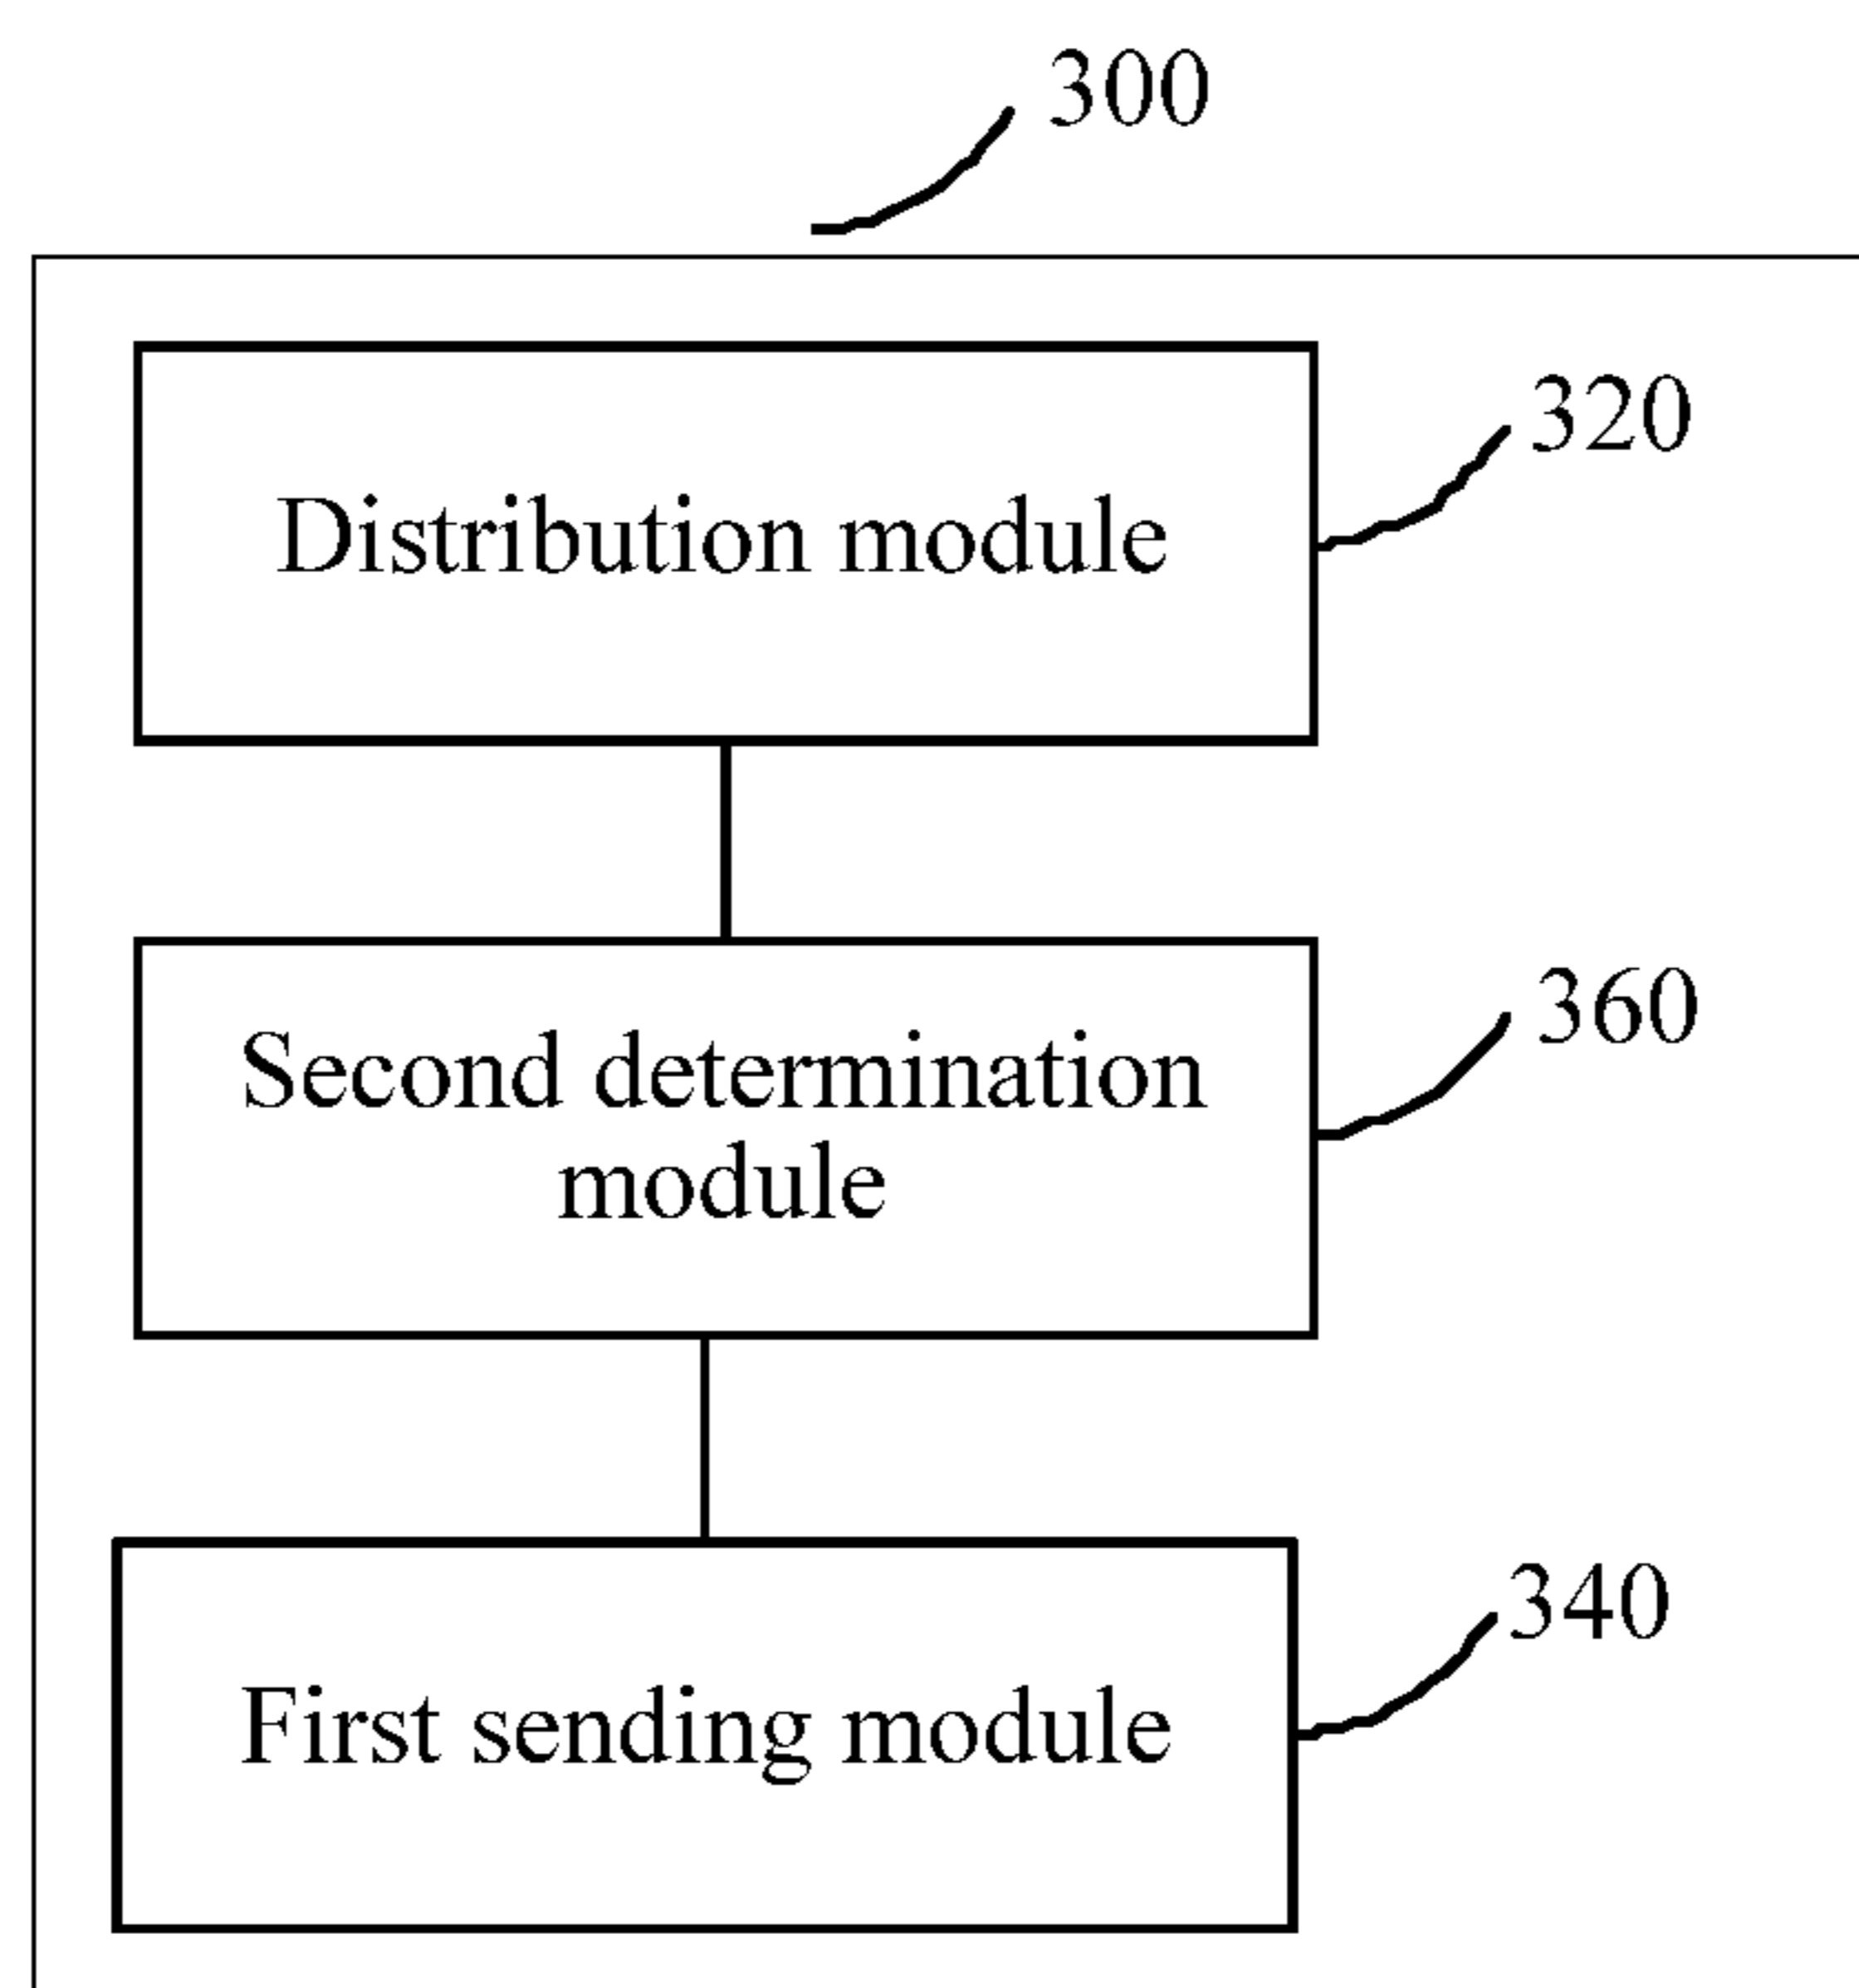 300
320
Distribution module
360
Second determination
module
340
First sending module